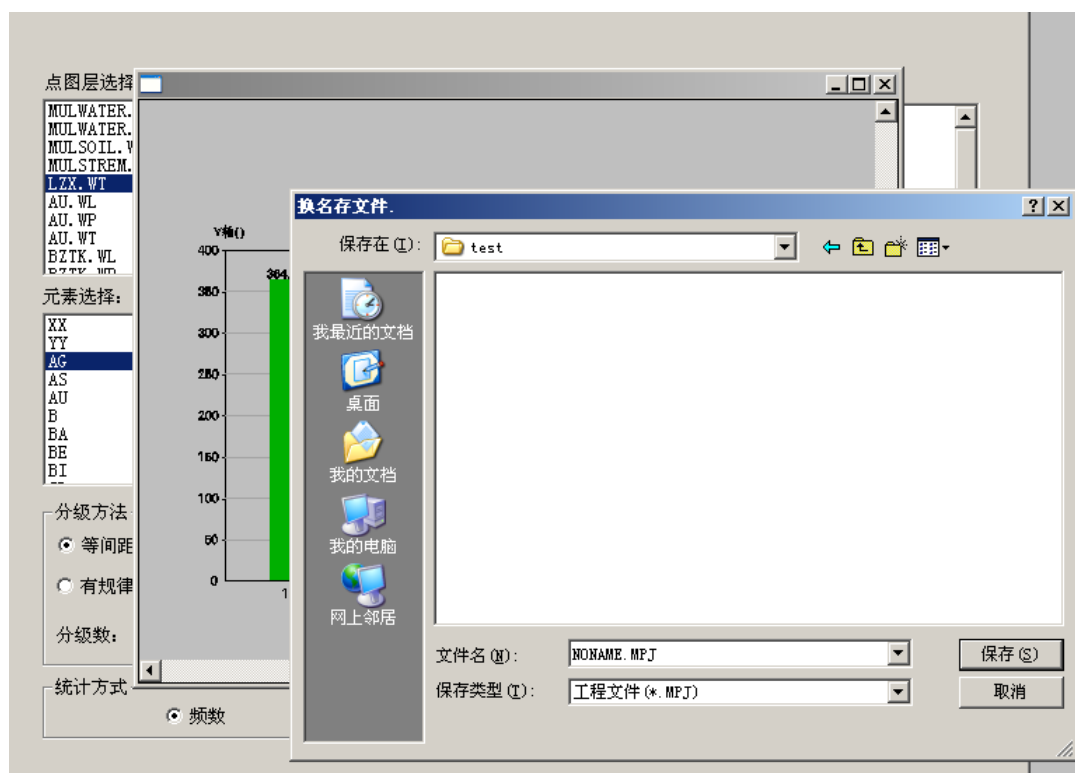 点图层选择
MULWATER.
MULWATER.
MULSOIL.W
MULSTREM.
LZX.WT
AU.WL
AU.WP
AU.WT
BZTK.WL
BZTK.WP
元素选择:
XX
YY
AG
AS
AU
B
BA
BE
BI
分级方法
等间距
有规律
分级数:
统计方式
频数
Y轴()
400
364.
350
300
250
200
150
100
50
0
1
换名存文件.
保存在(I):
test
我最近的文档
桌面
我的文档
我的电脑
网上邻居
文件名(N):
NONAME.MPJ
保存(S)
保存类型(T):
工程文件(*.MPJ)
取消